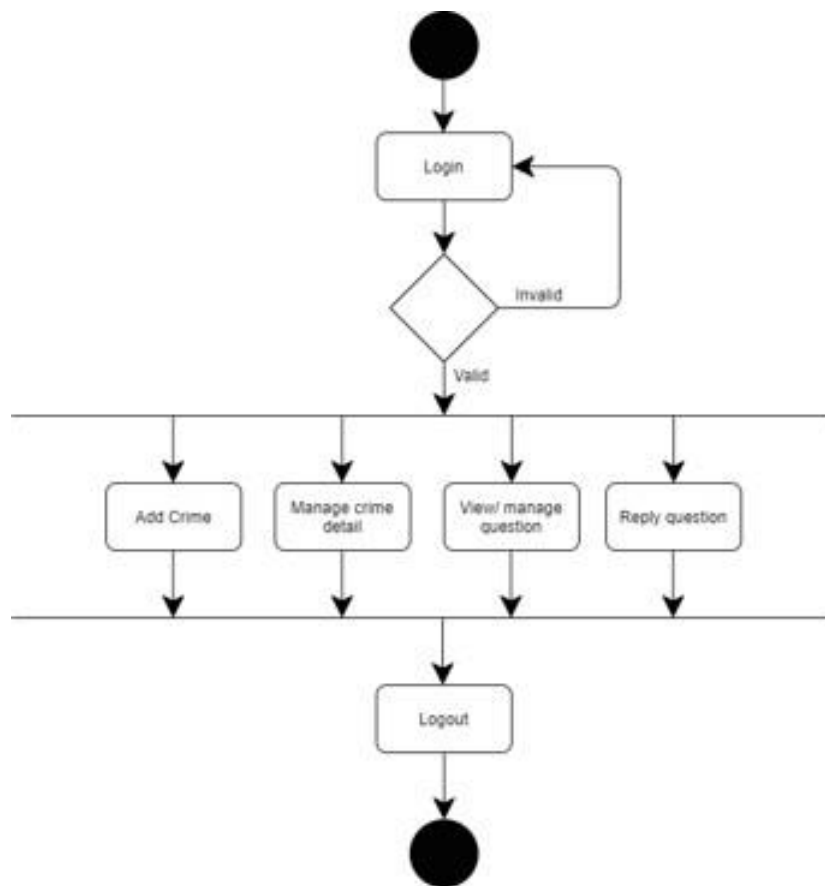 Login
Invalid
Valid
Add Crime
Manage crime
detail
View/ manage
question
Reply question
Logout